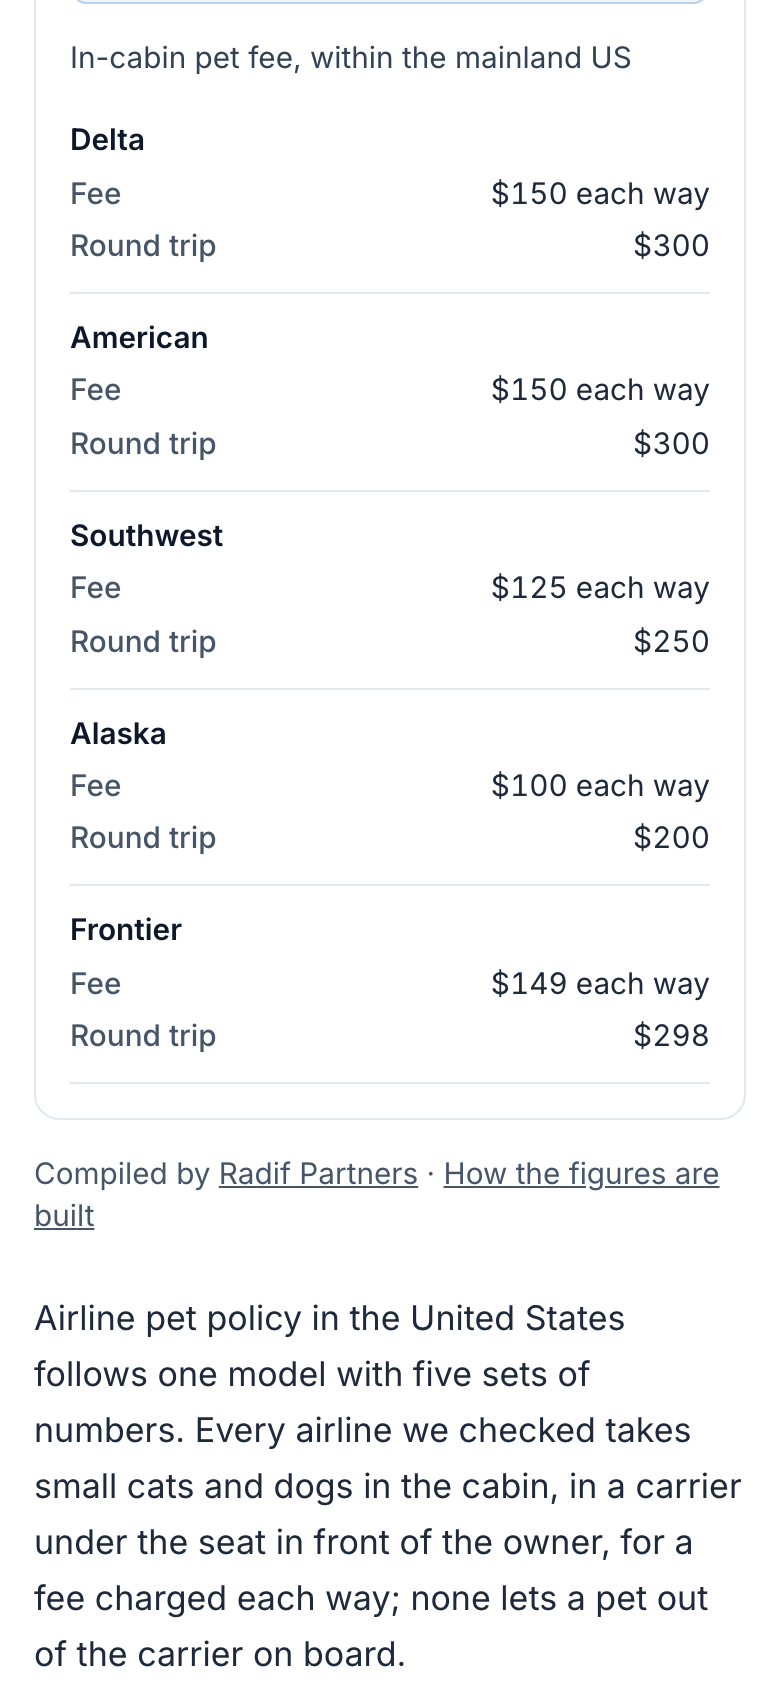 In-cabin pet fee, within the mainland US
Delta
Fee $150 each way
Round trip $300
American
Fee $150 each way
Round trip $300
Southwest
Fee $125 each way
Round trip $250
Alaska
Fee $100 each way
Round trip $200
Frontier
Fee $149 each way
Round trip $298
Compiled by Radif Partners · How the figures are
built
Airline pet policy in the United States
follows one model with five sets of
numbers. Every airline we checked takes
small cats and dogs in the cabin, in a carrier
under the seat in front of the owner, for a
fee charged each way; none lets a pet out
of the carrier on board.